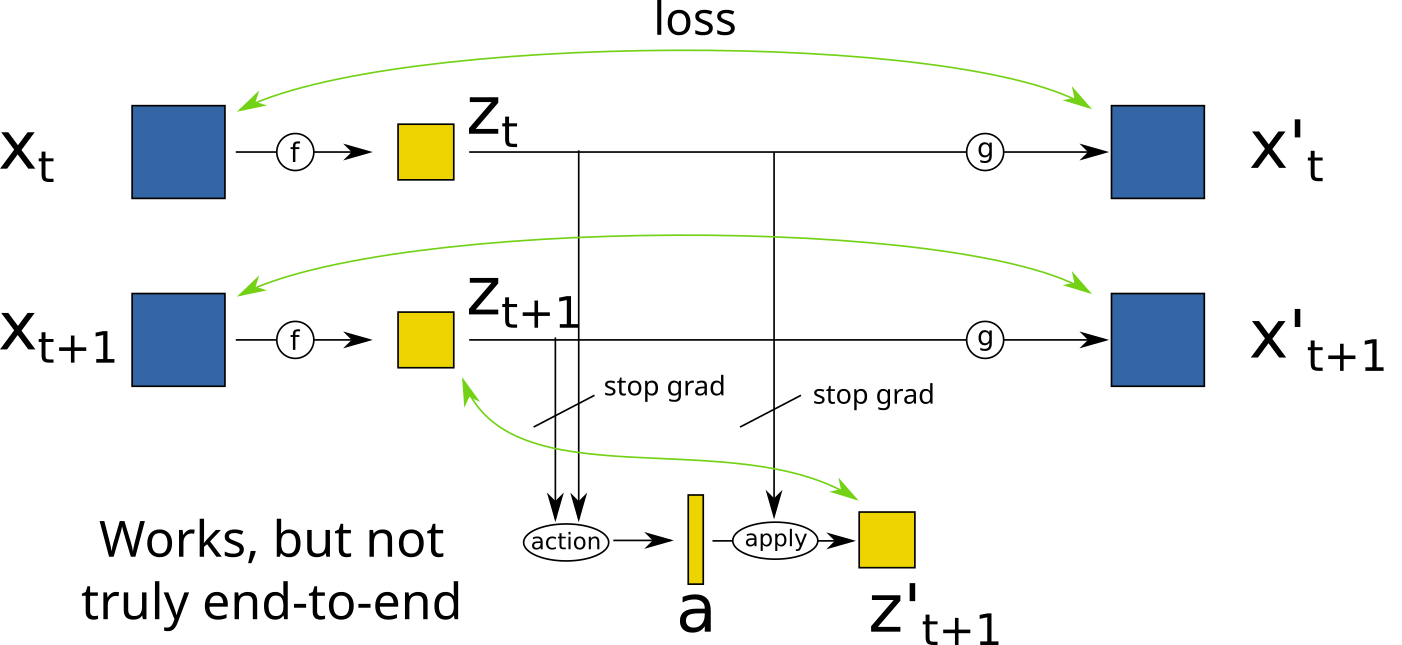 loss
x_t
f
z_t
g
x'_t
x_{t+1}
f
z_{t+1}
g
x'_{t+1}
stop grad
stop grad
Works, but not
truly end-to-end
action
a
apply
z'_{t+1}